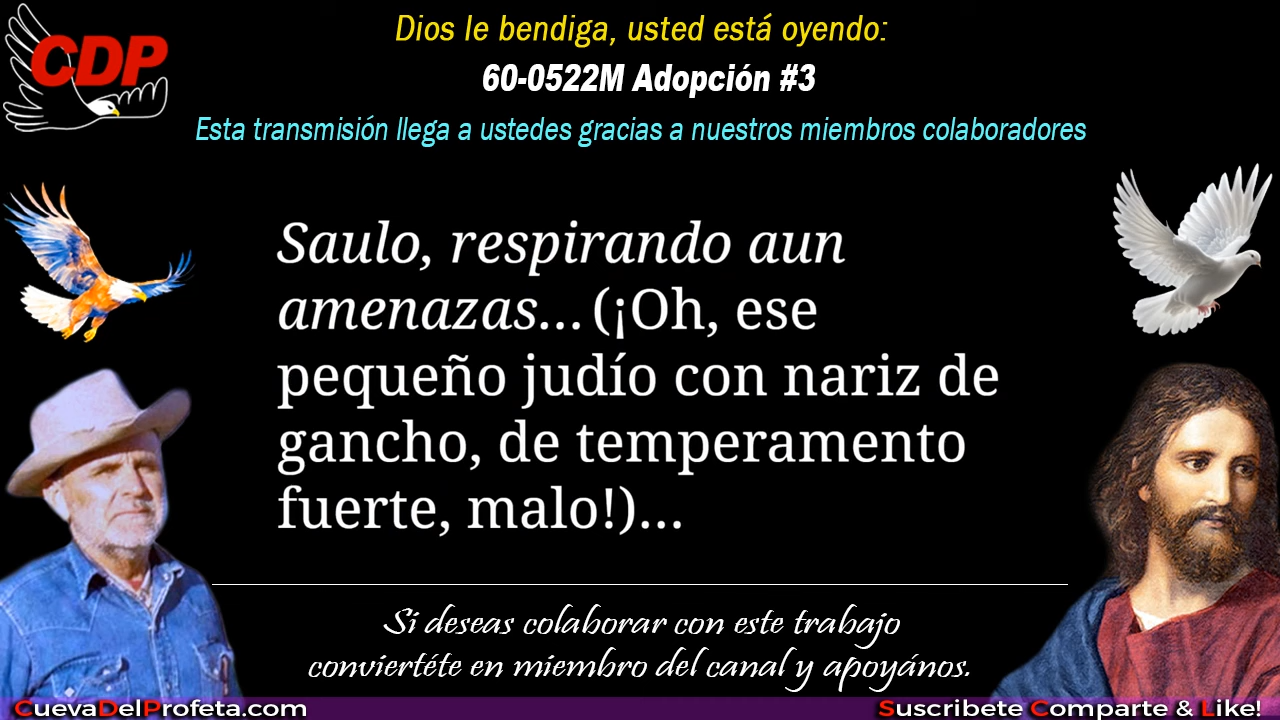 CDP
Dios le bendiga, usted está oyendo:
60-0522M Adopción #3
Esta transmisión llega a ustedes gracias a nuestros miembros colaboradores
Saulo, respirando aun
amenazas... (¡Oh, ese
pequeño judío con nariz de
gancho, de temperamento
fuerte, malo!)...
Si deseas colaborar con este trabajo
conviertéte en miembro del canal y apoyános.
CuevaDelProfeta.com
Suscribete Comparte & Like!